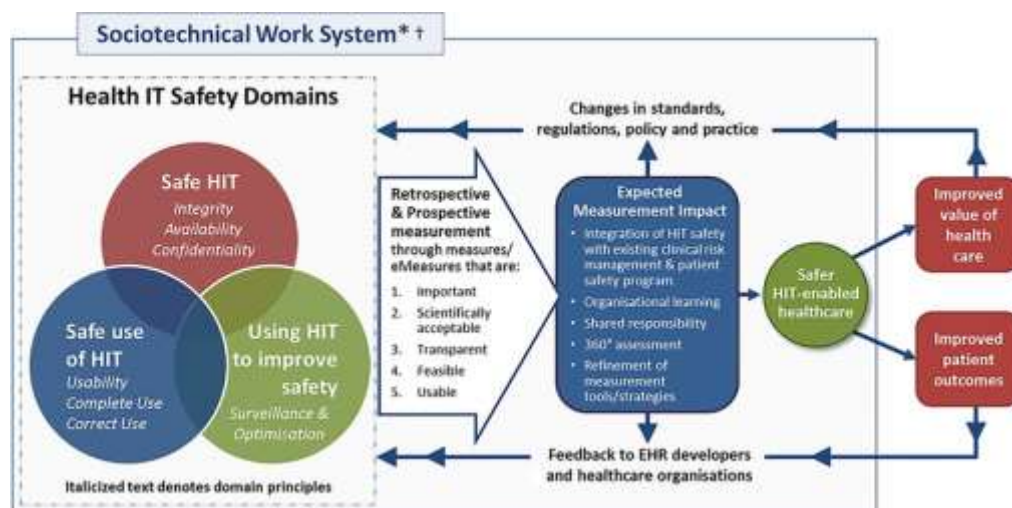 Sociotechnical Work System* †
Health IT Safety Domains
Safe HIT
Integrity
Availability
Confidentiality
Safe use
of HIT
Usability
Complete Use
Correct Use
Using HIT
to improve
safety
Surveillance &
Optimisation
Italicized text denotes domain principles
Retrospective
& Prospective
measurement
through measures/
eMeasures that are:
1. Important
2. Scientifically
acceptable
3. Transparent
4. Feasible
5. Usable
Changes in standards,
regulations, policy and practice
Expected
Measurement Impact
• Integration of HIT safety
with existing clinical risk
management & patient
safety program
• Organisational learning
• Shared responsibility
• 360° assessment
• Refinement of
measurement
tools/strategies
Feedback to EHR developers
and healthcare organisations
Safer
HIT-enabled
healthcare
Improved
value of
health
care
Improved
patient
outcomes